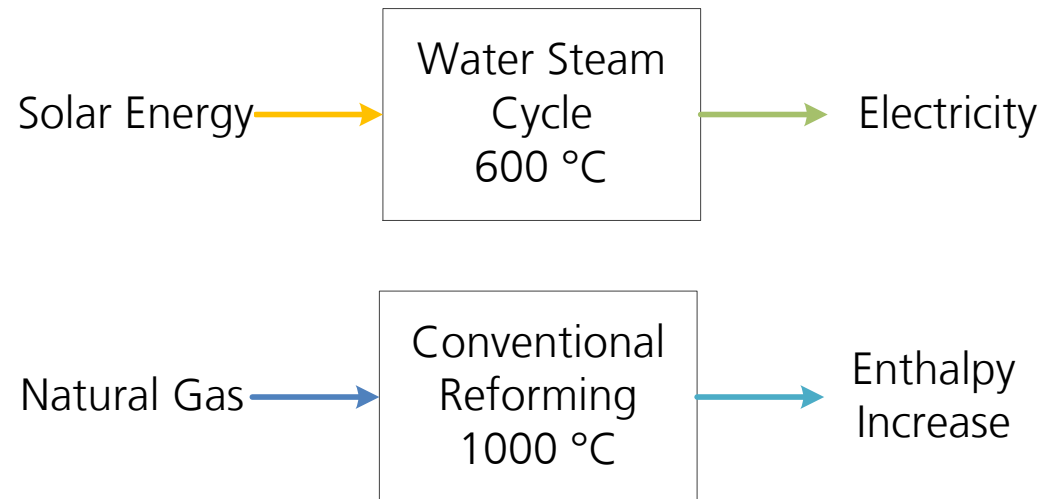 Solar Energy
Water Steam
Cycle
600 °C
Electricity
Natural Gas
Conventional
Reforming
1000 °C
Enthalpy
Increase